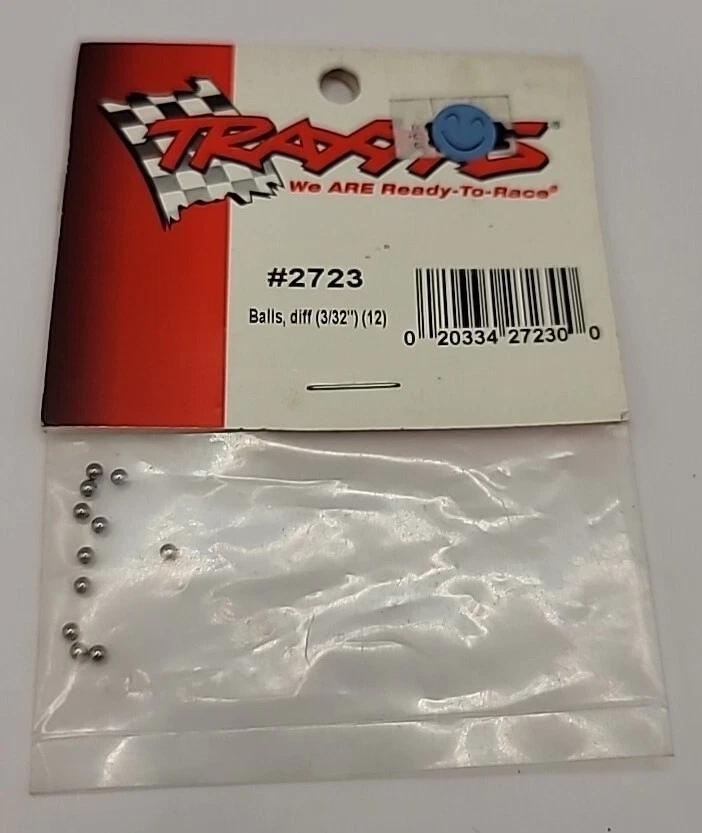 TRAXXAS
We ARE Ready-To-Race®
#2723
Balls, diff (3/32") (12)
0 20334 27230 0